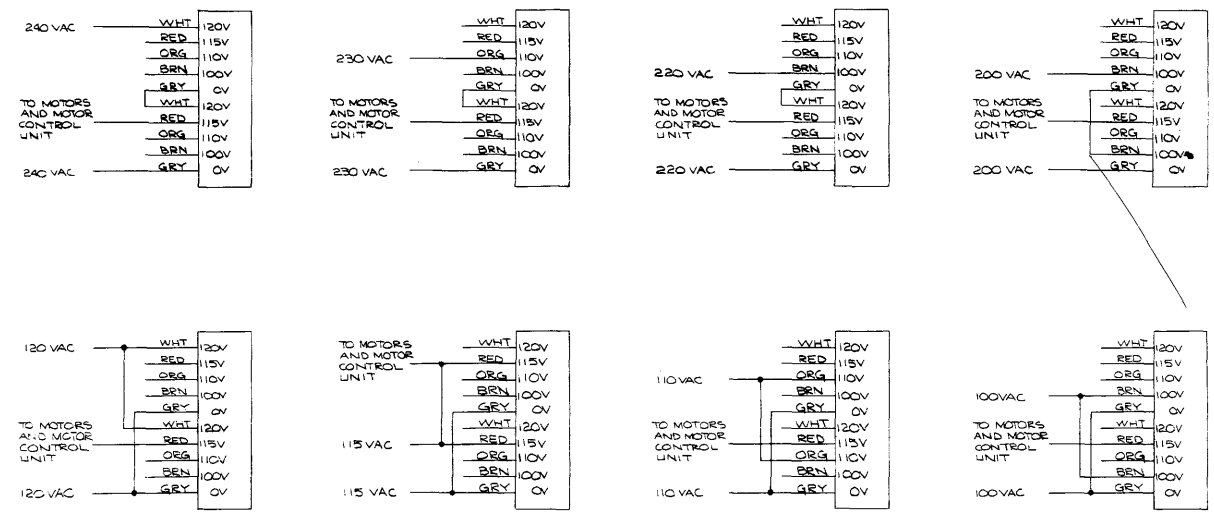 240 VAC
WHT 120V
RED 115V
ORG 110V
BRN 100V
GRY 0V
TO MOTORS WHT 120V
AND MOTOR
CONTROL RED 115V
UNIT
ORG 110V
BRN 100V
240 VAC GRY 0V
WHT 120V
RED 115V
230 VAC ORG 110V
BRN 100V
GRY 0V
TO MOTORS WHT 120V
AND MOTOR
CONTROL RED 115V
UNIT
ORG 110V
BRN 100V
230 VAC GRY 0V
WHT 120V
RED 115V
ORG 110V
220 VAC BRN 100V
GRY 0V
TO MOTORS WHT 120V
AND MOTOR
CONTROL RED 115V
UNIT
ORG 110V
BRN 100V
220 VAC GRY 0V
WHT 120V
RED 115V
ORG 110V
200 VAC BRN 100V
GRY 0V
TO MOTORS WHT 120V
AND MOTOR
CONTROL RED 115V
UNIT
ORG 110V
BRN 100V
200 VAC GRY 0V
120 VAC WHT 120V
RED 115V
ORG 110V
BRN 100V
GRY 0V
TO MOTORS WHT 120V
AND MOTOR
CONTROL RED 115V
UNIT
ORG 110V
BRN 100V
120 VAC GRY 0V
TO MOTORS WHT 120V
AND MOTOR
CONTROL RED 115V
UNIT
ORG 110V
BRN 100V
GRY 0V
WHT 120V
115 VAC RED 115V
ORG 110V
BRN 100V
115 VAC GRY 0V
WHT 120V
RED 115V
110 VAC ORG 110V
BRN 100V
GRY 0V
TO MOTORS WHT 120V
AND MOTOR
CONTROL RED 115V
UNIT
ORG 110V
BRN 100V
110 VAC GRY 0V
WHT 120V
RED 115V
ORG 110V
100VAC BRN 100V
GRY 0V
TO MOTORS WHT 120V
AND MOTOR
CONTROL RED 115V
UNIT
ORG 110V
BRN 100V
100VAC GRY 0V